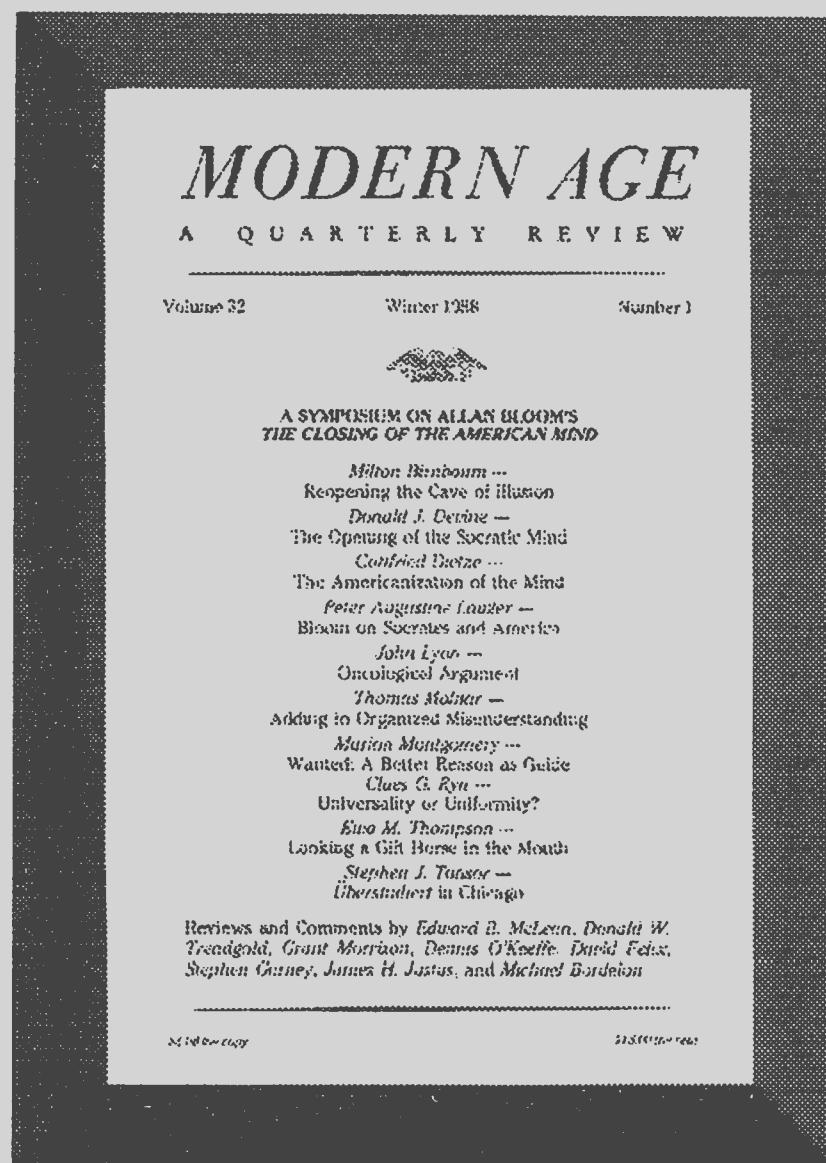 MODERN AGE
A QUARTERLY REVIEW
Volume 32 Winter 1988 Number 1
A SYMPOSIUM ON ALLAN BLOOM'S
THE CLOSING OF THE AMERICAN MIND
Milton Birnbaum —
Reopening the Cave of Illusion
Donald J. Devine —
The Opening of the Socratic Mind
Gottfried Dietze —
The Americanization of the Mind
Peter Augustine Lawler —
Bloom on Socrates and America
John Lyon —
Oncological Argument
Thomas Molnar —
Adding to Organized Misunderstanding
Marion Montgomery —
Wanted: A Better Reason as Guide
Claes G. Ryn —
Universality or Uniformity?
Ewa M. Thompson —
Looking a Gift Horse in the Mouth
Stephen J. Tonsor —
Überstudiert in Chicago
Reviews and Comments by Edward B. McLean, Donald W.
Treadgold, Grant Morrison, Dennis O'Keeffe, David Felix,
Stephen Gurney, James H. Justus, and Michael Bordelon
the copy